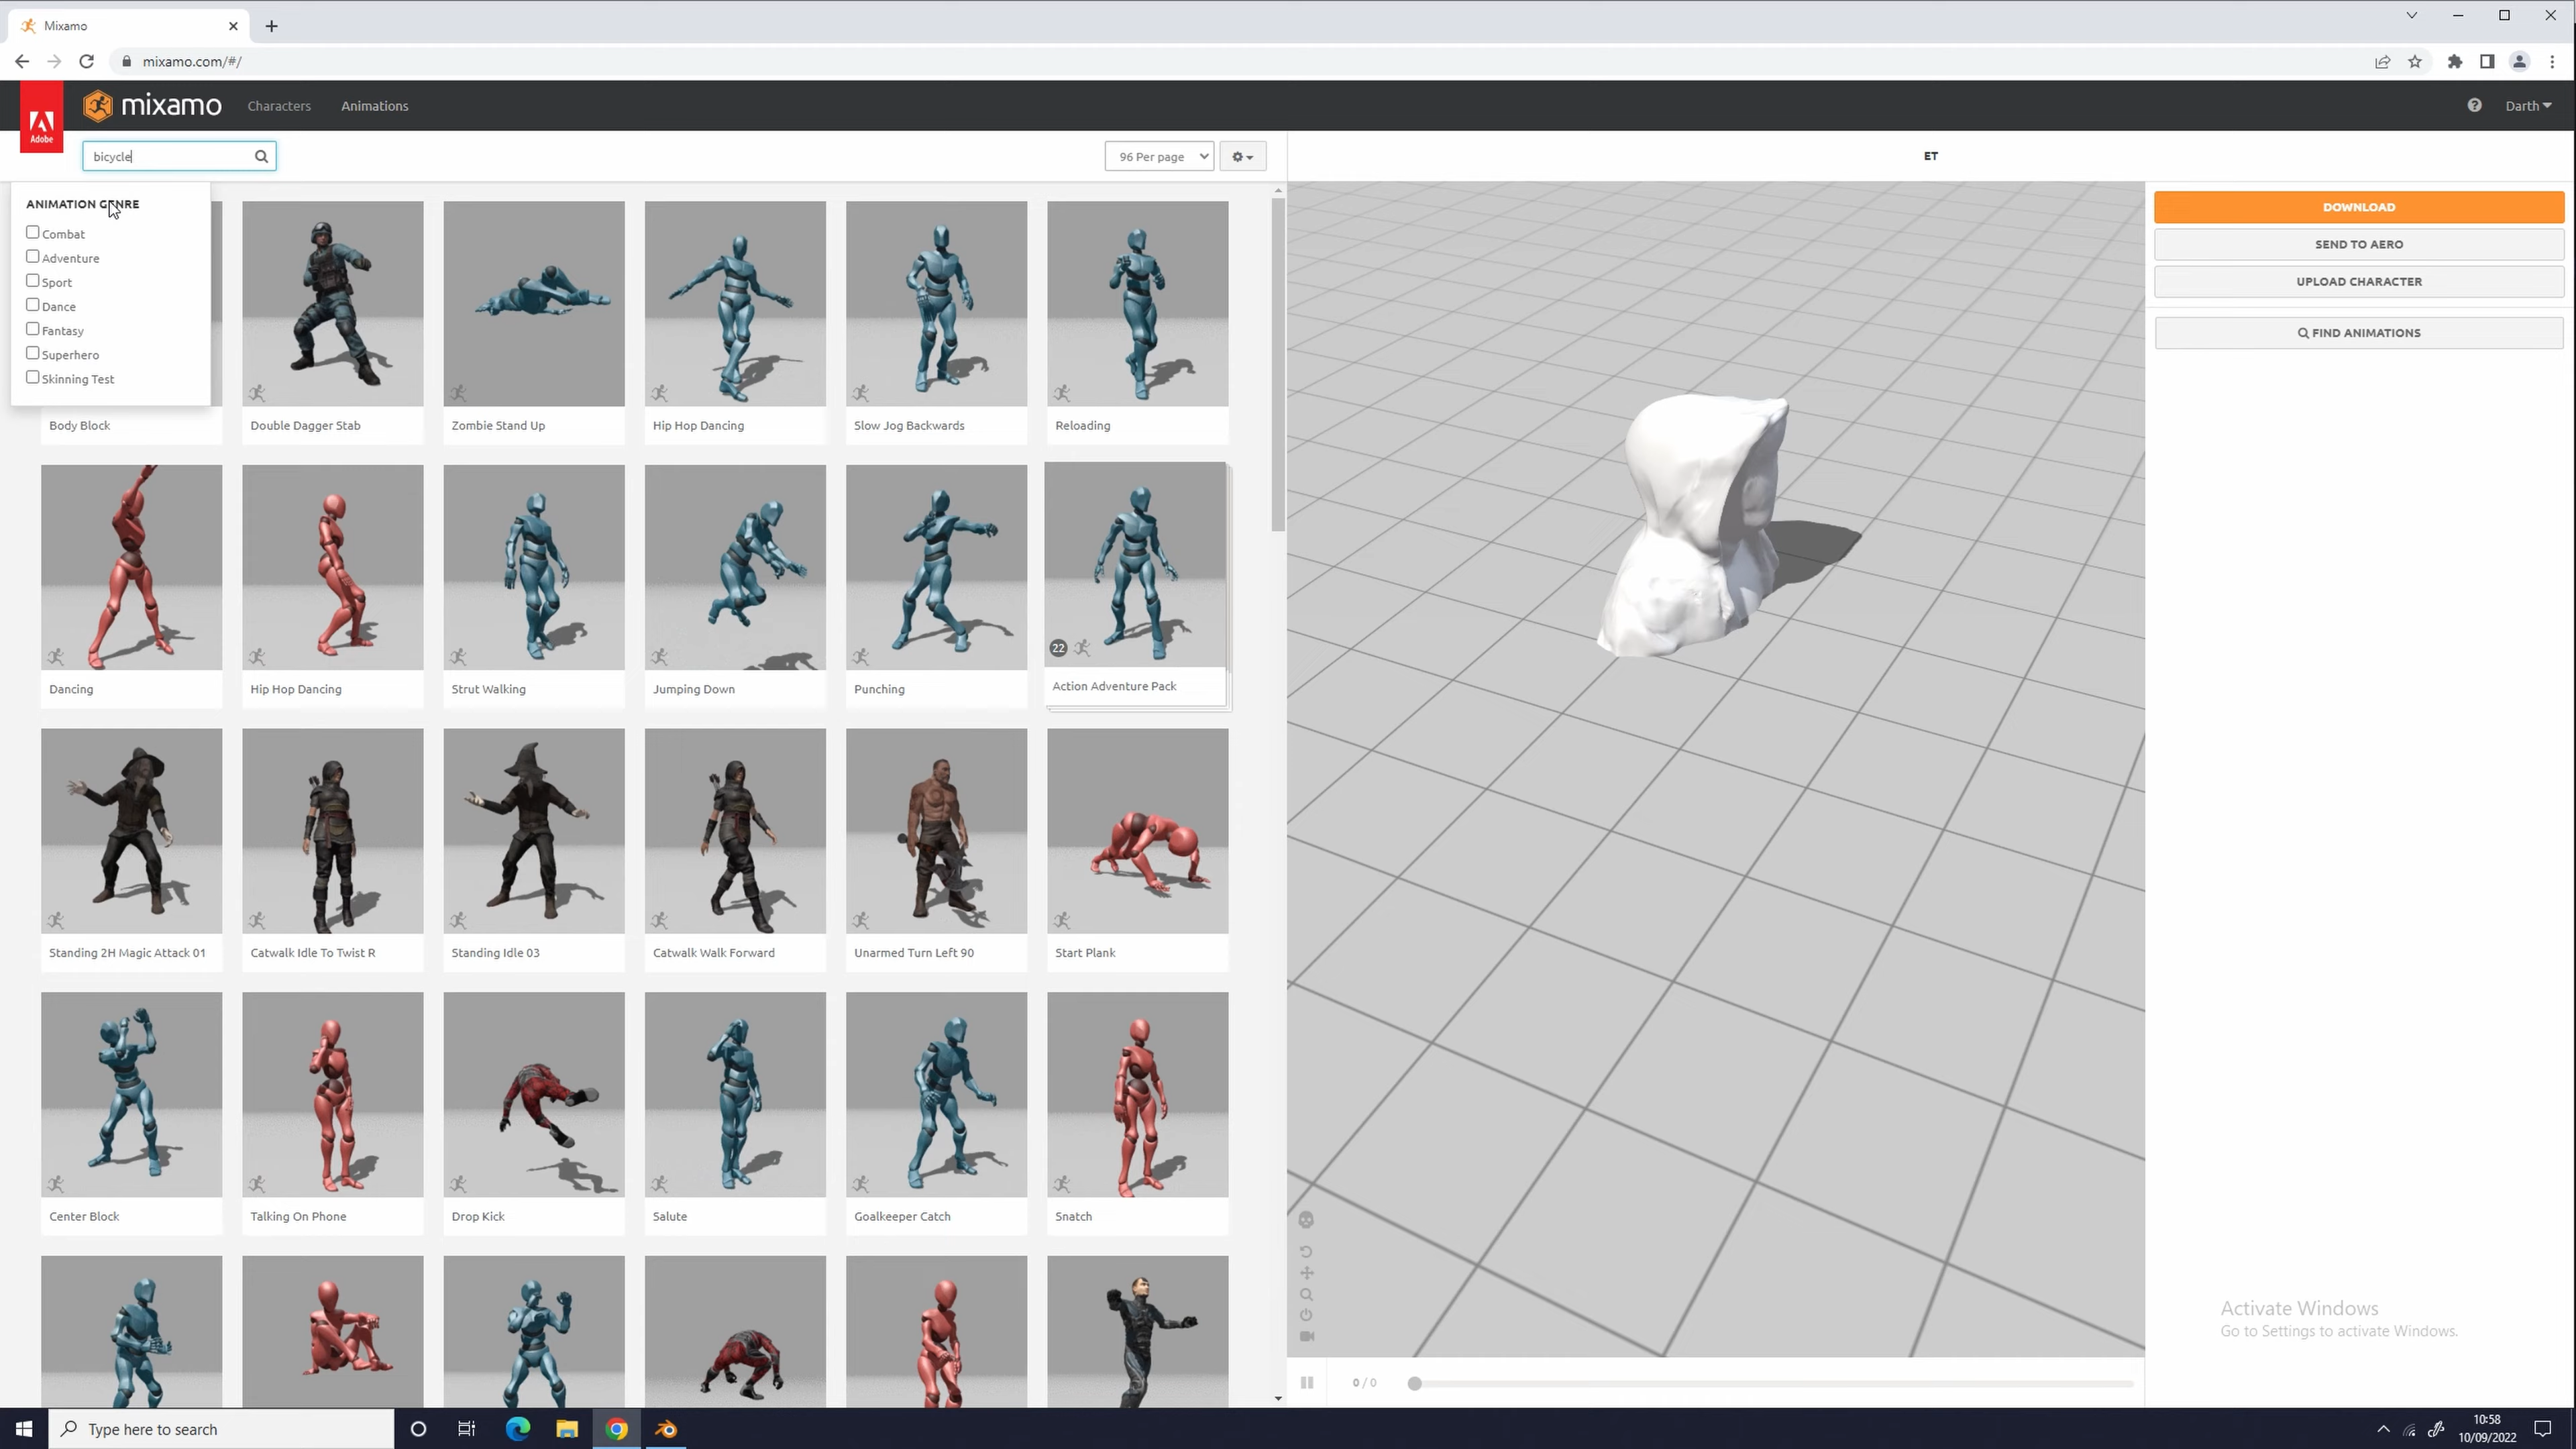 Mixamo
mixamo.com/#/
Adobe
mixamo
Characters
Animations
Darth
bicycle
96 Per page
ET
ANIMATION GENRE
Combat
Adventure
Sport
Dance
Fantasy
Superhero
Skinning Test
DOWNLOAD
SEND TO AERO
UPLOAD CHARACTER
FIND ANIMATIONS
Body Block
Double Dagger Stab
Zombie Stand Up
Hip Hop Dancing
Slow Jog Backwards
Reloading
22
Dancing
Hip Hop Dancing
Strut Walking
Jumping Down
Punching
Action Adventure Pack
Standing 2H Magic Attack 01
Catwalk Idle To Twist R
Standing Idle 03
Catwalk Walk Forward
Unarmed Turn Left 90
Start Plank
Center Block
Talking On Phone
Drop Kick
Salute
Goalkeeper Catch
Snatch
Activate Windows
Go to Settings to activate Windows.
0 / 0
Type here to search
10:58
10/09/2022